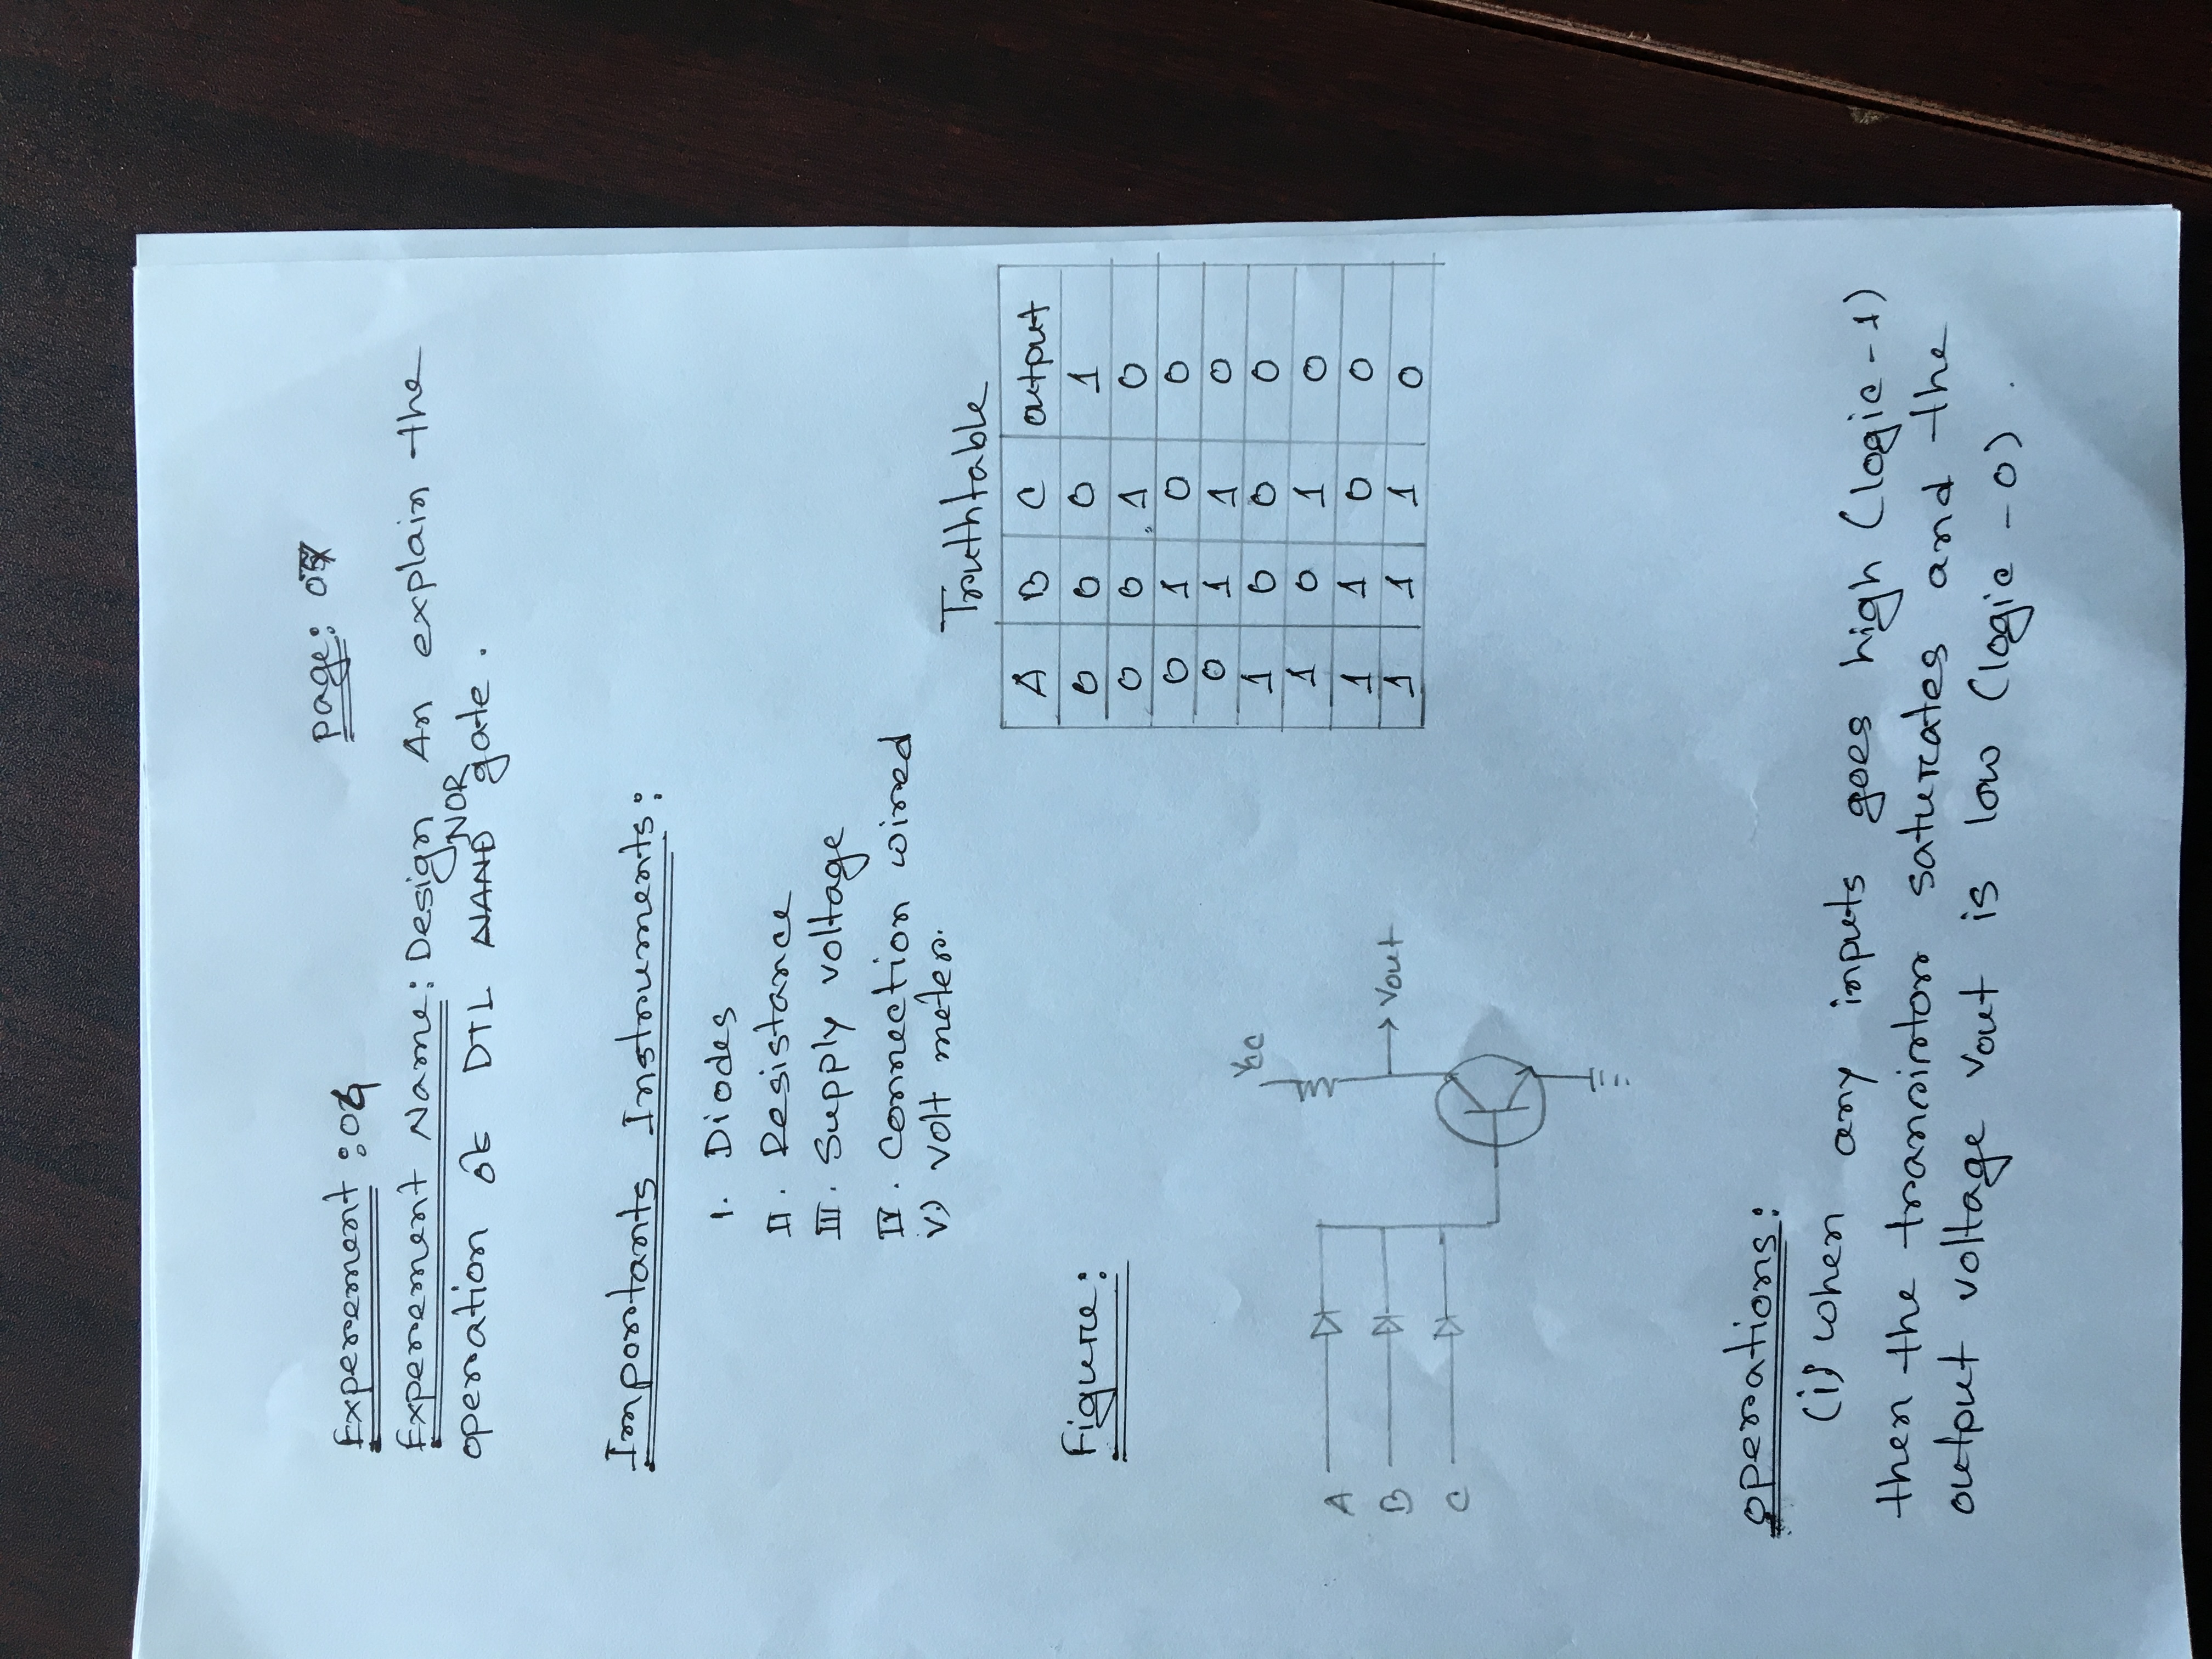 page: 07
Experement :04
Experement Name: Design An explain the
NOR
operation of DTL NAND gate.
Importants Instruments:
I. Diodes
II. Resistance
III. Supply voltage
IV. Connection wired
V) volt meter.
Truthtable
A B C output
0 0 0 1
0 0 1 0
0 1 0 0
0 1 1 0
1 0 0 0
1 0 1 0
1 1 0 0
1 1 1 0
Figure:
Vcc
A
B
Vout
C
operations:
(i) when any inputs goes high (logic-1)
then the transistor saturates and the
output voltage Vout is low (logic-0).